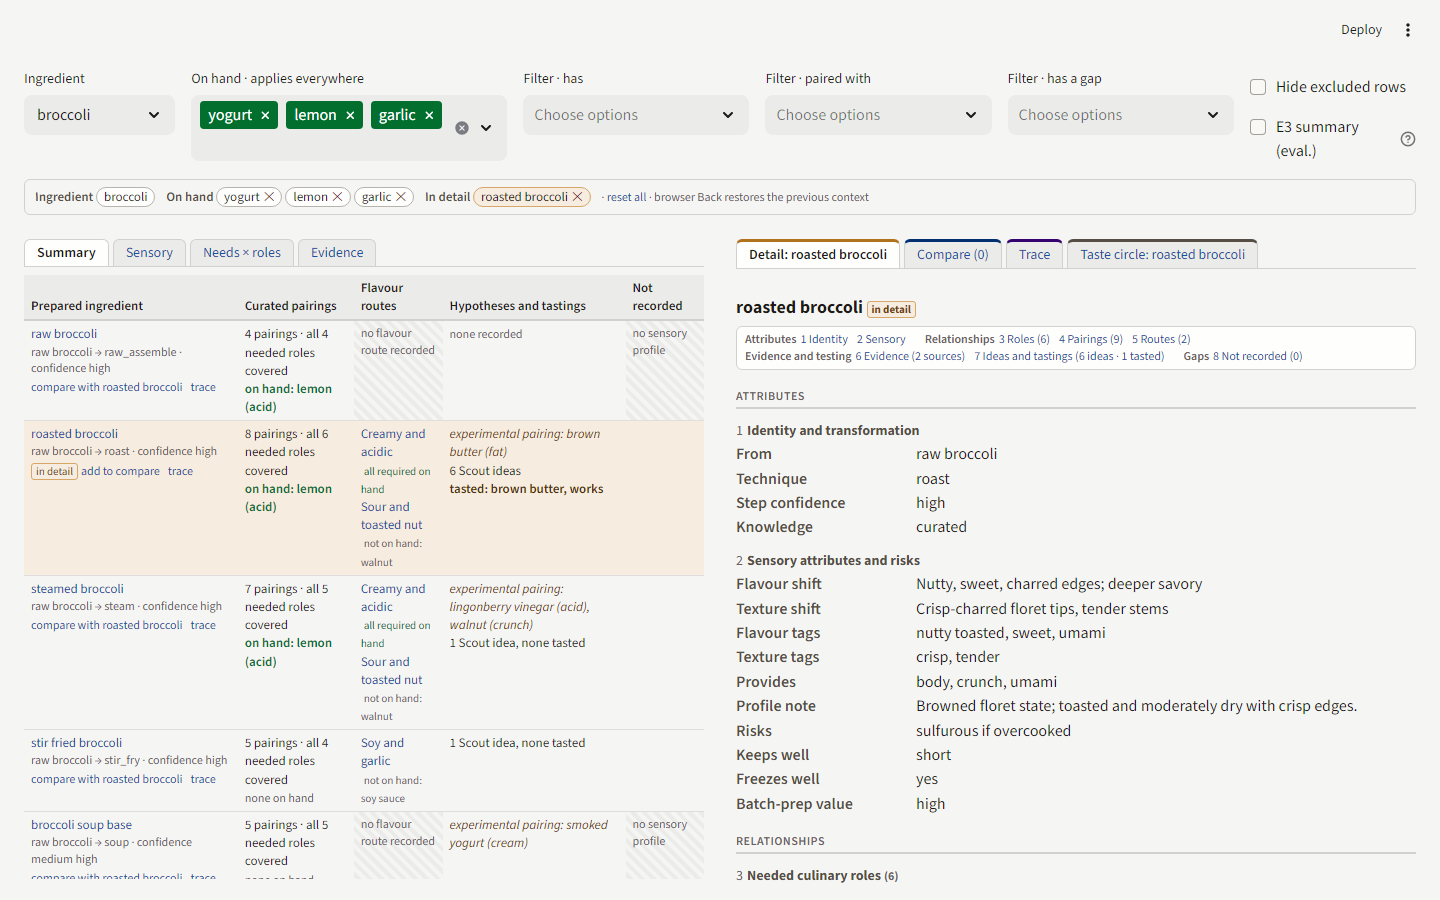 Deploy
Ingredient
On hand · applies everywhere
Filter · has
Filter · paired with
Filter · has a gap
broccoli
yogurt × lemon × garlic ×
Choose options
Choose options
Choose options
Hide excluded rows
E3 summary
(eval.)
Ingredient broccoli On hand yogurt × lemon × garlic × In detail roasted broccoli × · reset all · browser Back restores the previous context
Summary
Sensory
Needs × roles
Evidence
Prepared ingredient
Curated pairings
Flavour
routes
Hypotheses and tastings
Not
recorded
raw broccoli
raw broccoli → raw_assemble ·
confidence high
compare with roasted broccoli trace
4 pairings · all 4
needed roles
covered
on hand: lemon
(acid)
no flavour
route recorded
none recorded
no sensory
profile
roasted broccoli
raw broccoli → roast · confidence high
in detail add to compare trace
8 pairings · all 6
needed roles
covered
on hand: lemon
(acid)
Creamy and
acidic
all required on
hand
Sour and
toasted nut
not on hand:
walnut
experimental pairing: brown
butter (fat)
6 Scout ideas
tasted: brown butter, works
steamed broccoli
raw broccoli → steam · confidence high
compare with roasted broccoli trace
7 pairings · all 5
needed roles
covered
on hand: lemon
(acid)
Creamy and
acidic
all required on
hand
Sour and
toasted nut
not on hand:
walnut
experimental pairing:
lingonberry vinegar (acid),
walnut (crunch)
1 Scout idea, none tasted
stir fried broccoli
raw broccoli → stir_fry · confidence high
compare with roasted broccoli trace
5 pairings · all 4
needed roles
covered
none on hand
Soy and
garlic
not on hand:
soy sauce
1 Scout idea, none tasted
broccoli soup base
raw broccoli → soup · confidence
medium high
compare with roasted broccoli trace
5 pairings · all 5
needed roles
covered
none on hand
no flavour
route recorded
experimental pairing: smoked
yogurt (cream)
no sensory
profile
Detail: roasted broccoli
Compare (0)
Trace
Taste circle: roasted broccoli
roasted broccoli in detail
Attributes 1 Identity 2 Sensory Relationships 3 Roles (6) 4 Pairings (9) 5 Routes (2)
Evidence and testing 6 Evidence (2 sources) 7 Ideas and tastings (6 ideas · 1 tasted) Gaps 8 Not recorded (0)
ATTRIBUTES
1 Identity and transformation
From raw broccoli
Technique roast
Step confidence high
Knowledge curated
2 Sensory attributes and risks
Flavour shift Nutty, sweet, charred edges; deeper savory
Texture shift Crisp-charred floret tips, tender stems
Flavour tags nutty toasted, sweet, umami
Texture tags crisp, tender
Provides body, crunch, umami
Profile note Browned floret state; toasted and moderately dry with crisp edges.
Risks sulfurous if overcooked
Keeps well short
Freezes well yes
Batch-prep value high
RELATIONSHIPS
3 Needed culinary roles (6)